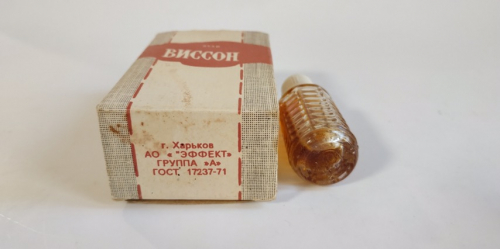 ВИССОН
г. Харьков
АО « "ЭФФЕКТ»
ГРУППА »А»
ГОСТ, 17237-71